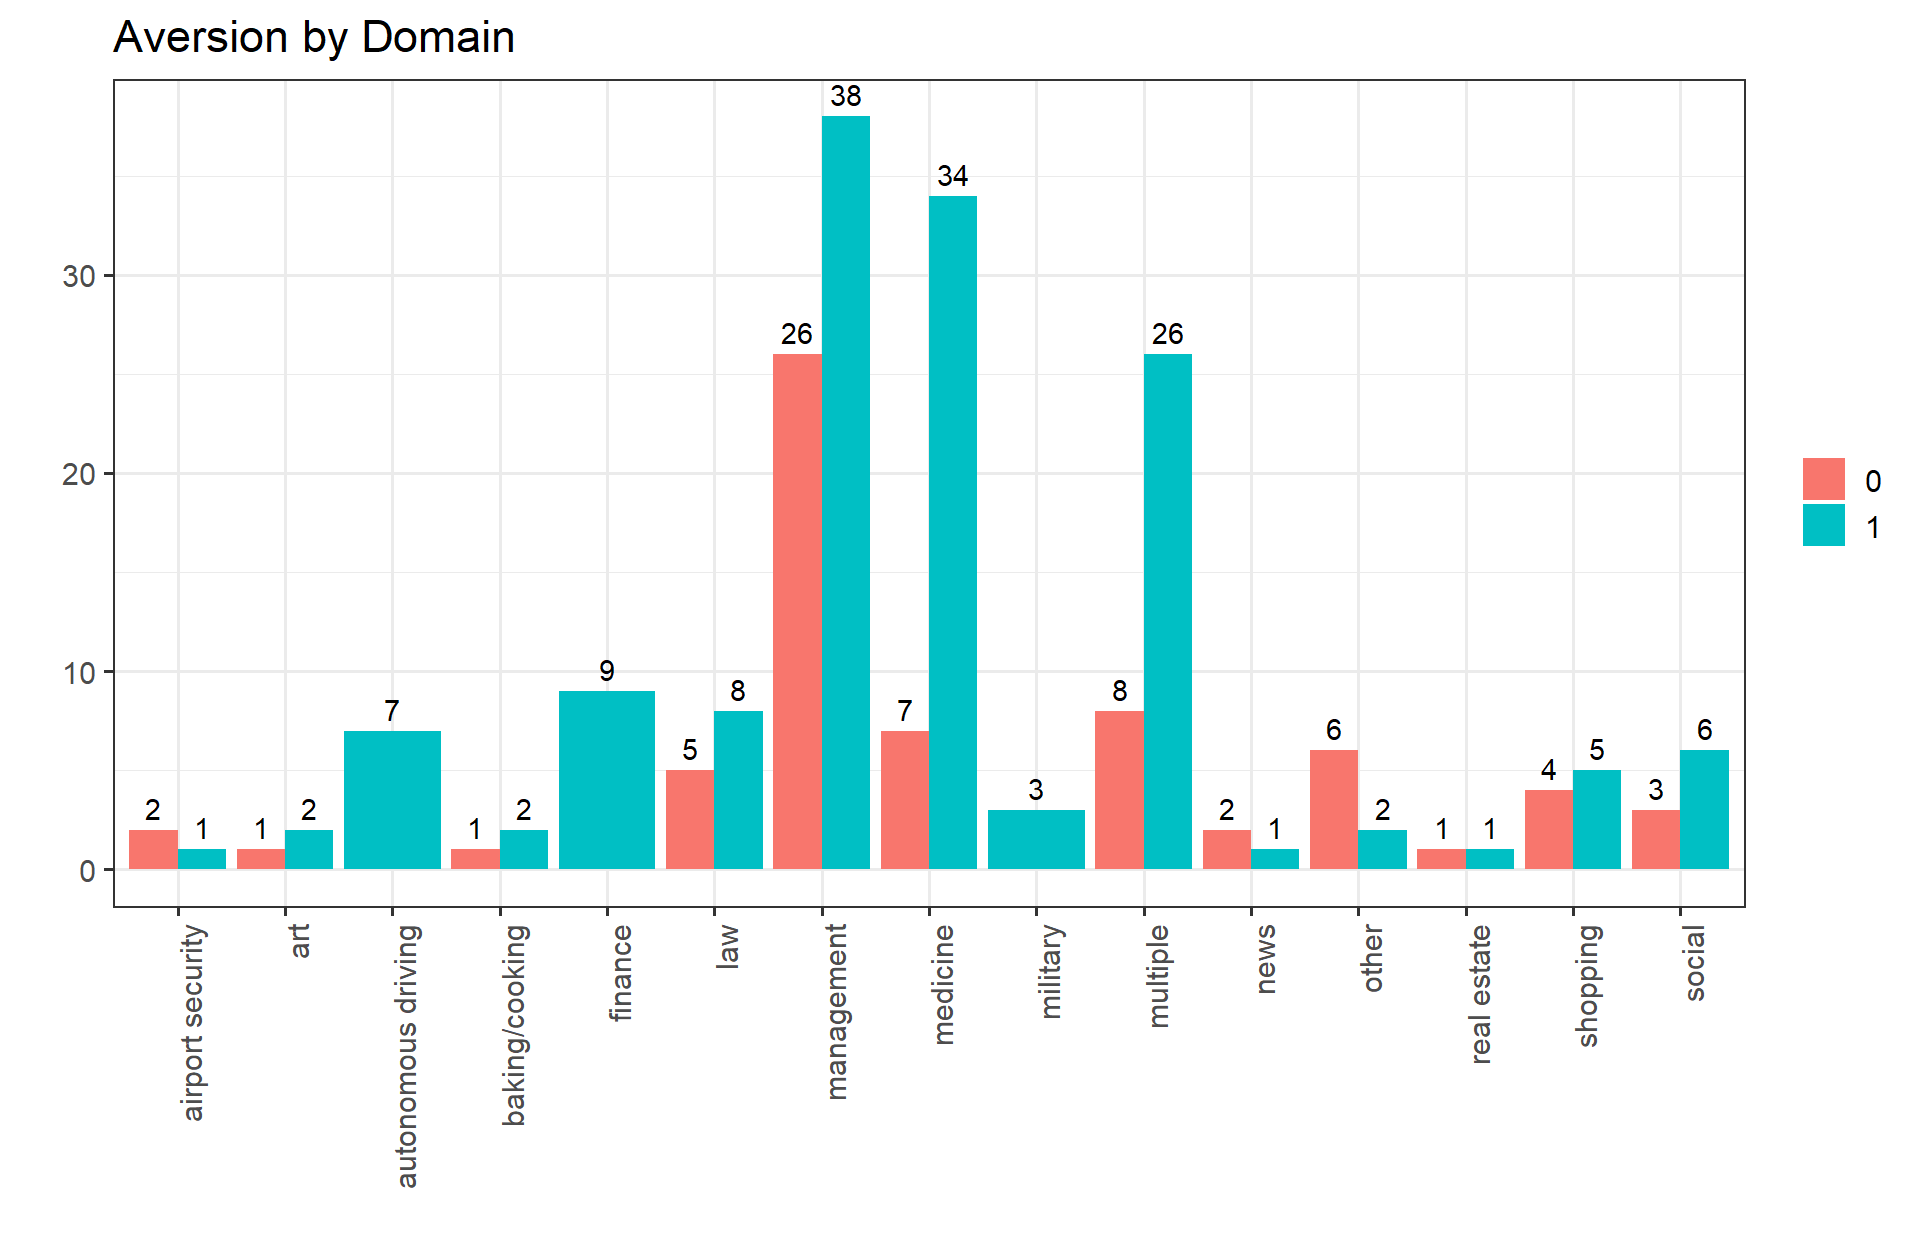 Aversion by Domain
38
34
30
26
26
20
10
9
8
8
7
7
6
6
5
5
4
3
3
2
2
2
2
2
1
1
1
1
1
1
0
0
1
airport security
art
autonomous driving
baking/cooking
finance
law
management
medicine
military
multiple
news
other
real estate
shopping
social